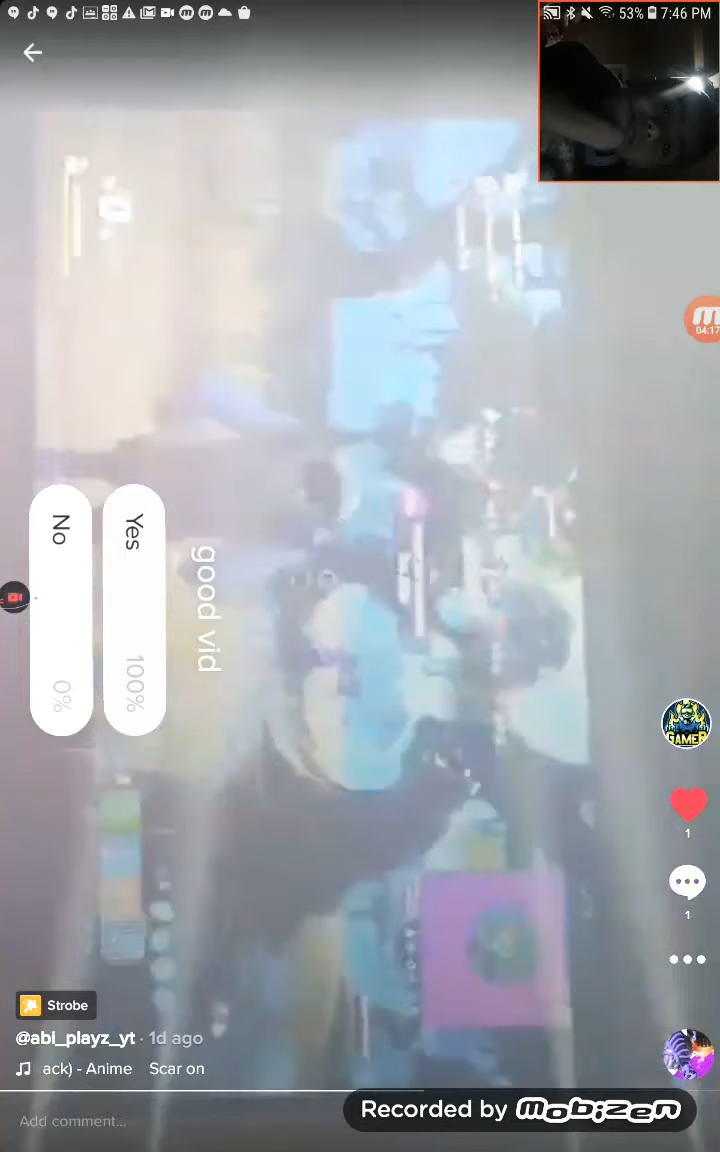 53% 7:46 PM
04:17
good vid
Yes 100%
No 0%
GAMER
1
1
Strobe
@abi_playz_yt · 1d ago
ack) - Anime Scar on
Add comment...
Recorded by mobizen